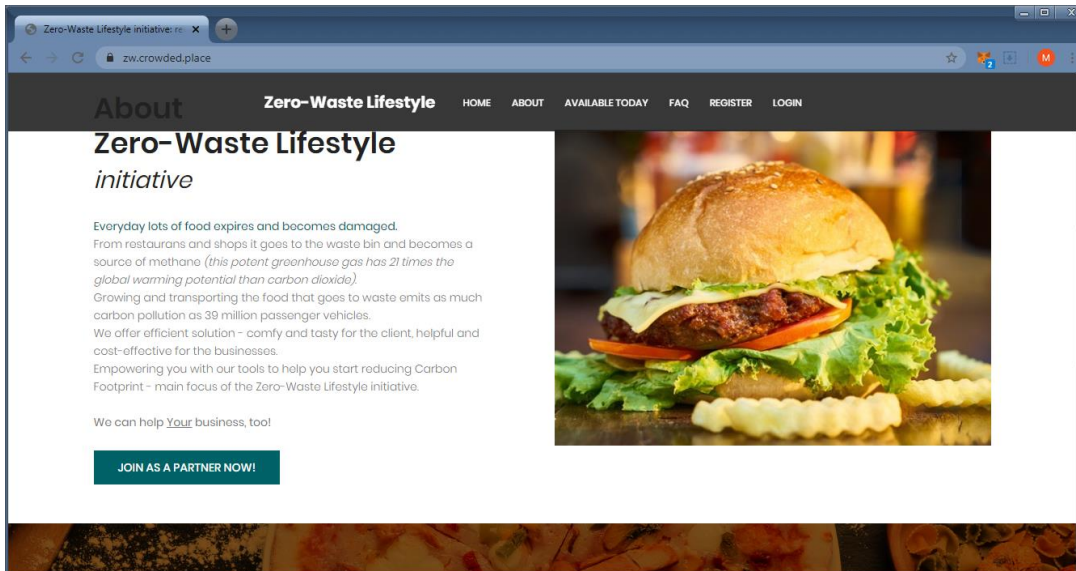 Zero-Waste Lifestyle initiative: re
zw.crowded.place
2
M
Zero-Waste Lifestyle
HOME
ABOUT
AVAILABLE TODAY
FAQ
REGISTER
LOGIN
About
Zero-Waste Lifestyle
initiative
Everyday lots of food expires and becomes damaged.
From restaurans and shops it goes to the waste bin and becomes a
source of methane (this potent greenhouse gas has 21 times the
global warming potential than carbon dioxide).
Growing and transporting the food that goes to waste emits as much
carbon pollution as 39 million passenger vehicles.
We offer efficient solution - comfy and tasty for the client, helpful and
cost-effective for the businesses.
Empowering you with our tools to help you start reducing Carbon
Footprint - main focus of the Zero-Waste Lifestyle initiative.
We can help Your business, too!
JOIN AS A PARTNER NOW!